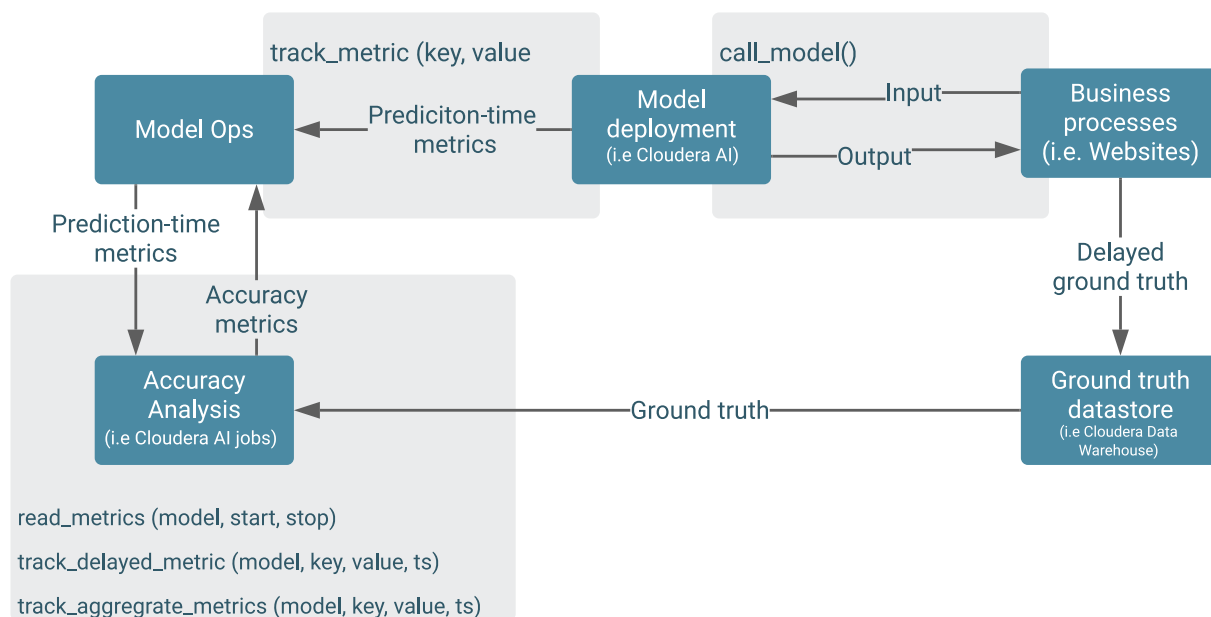 track_metric (key, value
call_model()
Model Ops
Prediciton-time
metrics
Model
deployment
(i.e Cloudera AI)
Input
Output
Business
processes
(i.e. Websites)
Prediction-time
metrics
Accuracy
metrics
Delayed
ground truth
Accuracy
Analysis
(i.e Cloudera AI jobs)
Ground truth
Ground truth
datastore
(i.e Cloudera Data
Warehouse)
read_metrics (model, start, stop)
track_delayed_metric (model, key, value, ts)
track_aggregrate_metrics (model, key, value, ts)